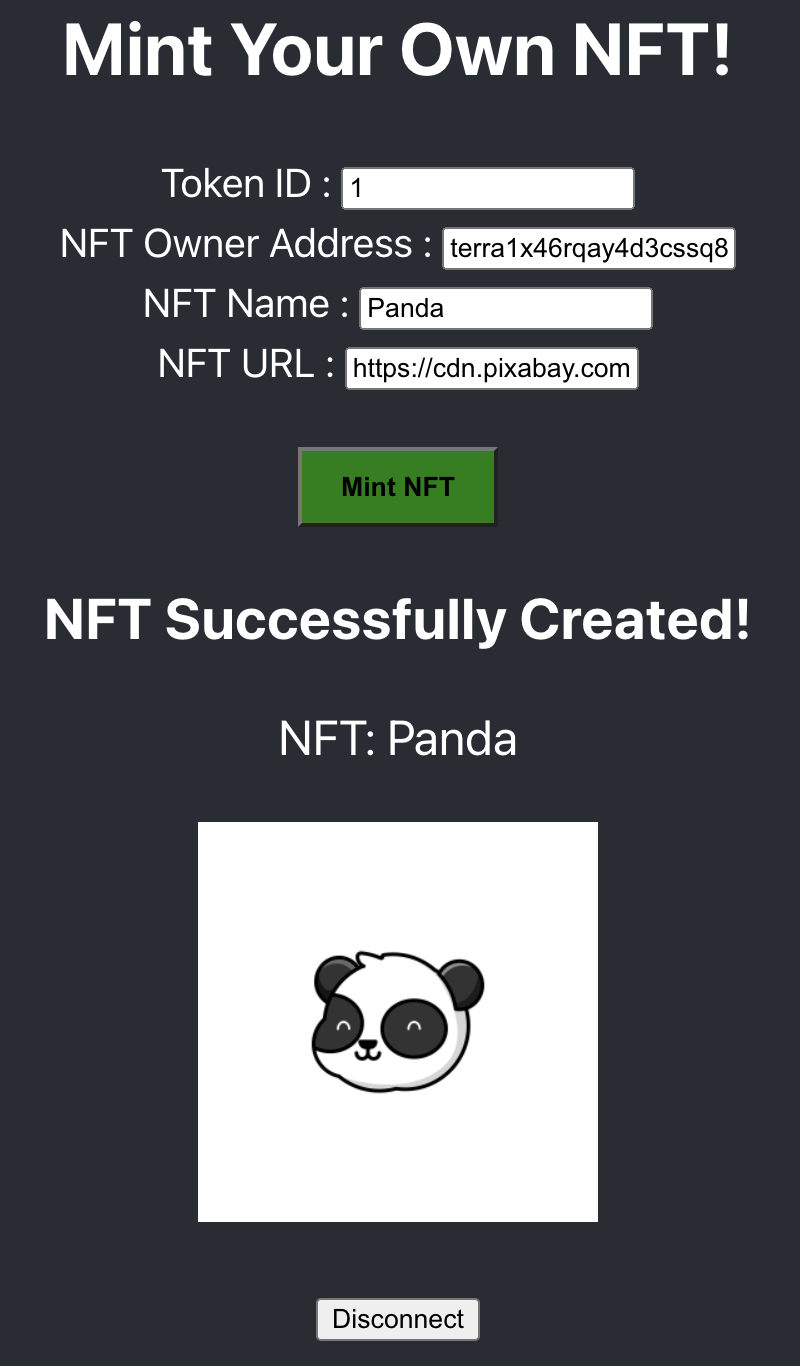 Mint Your Own NFT!
Token ID : 1
NFT Owner Address : terra1x46rqay4d3cssq8
NFT Name : Panda
NFT URL : https://cdn.pixabay.com
Mint NFT
NFT Successfully Created!
NFT: Panda
Disconnect